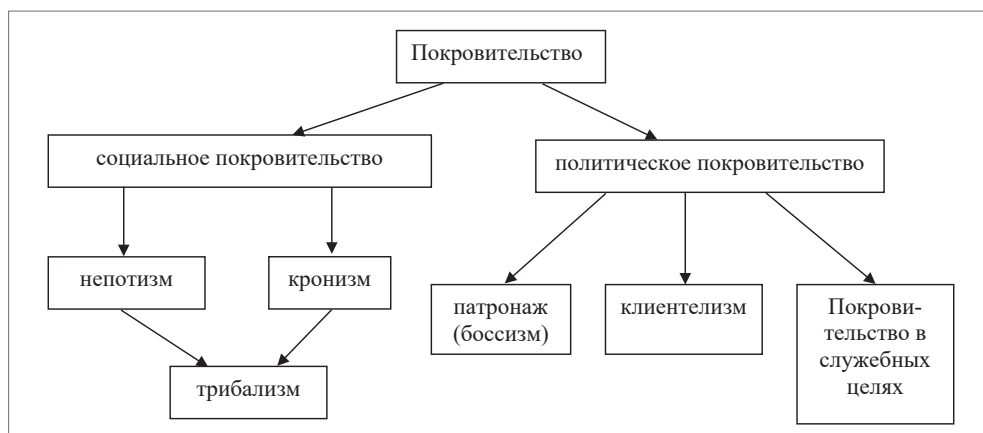 Покровительство
социальное покровительство
политическое покровительство
непотизм
кронизм
патронаж
(боссизм)
клиентелизм
Покрови-
тельство в
служебных
целях
трибализм